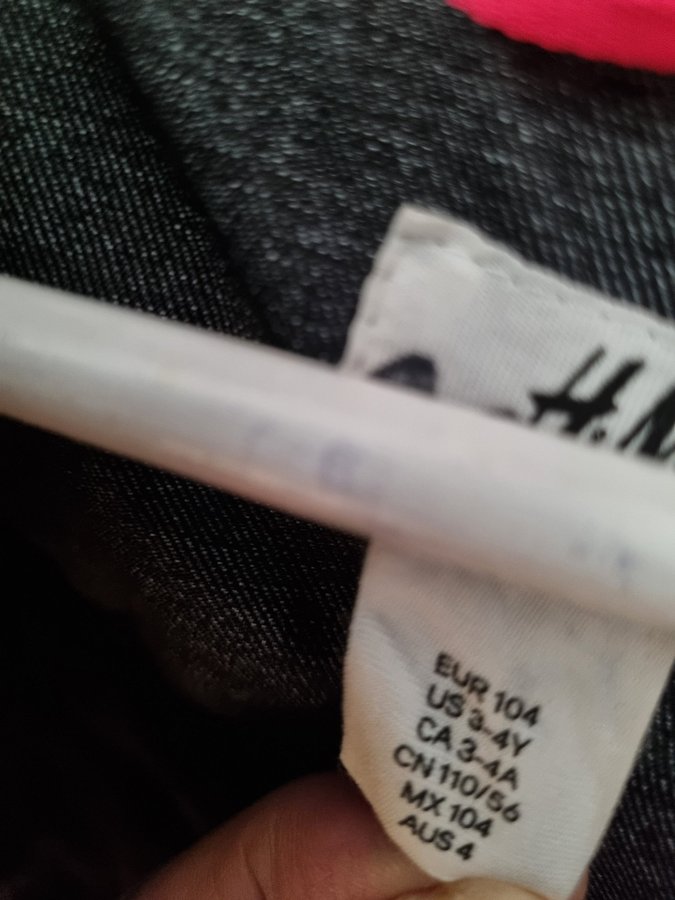 H&M
EUR 104
US 3-4Y
CA 3-4A
CN 110/56
MX 104
AUS 4